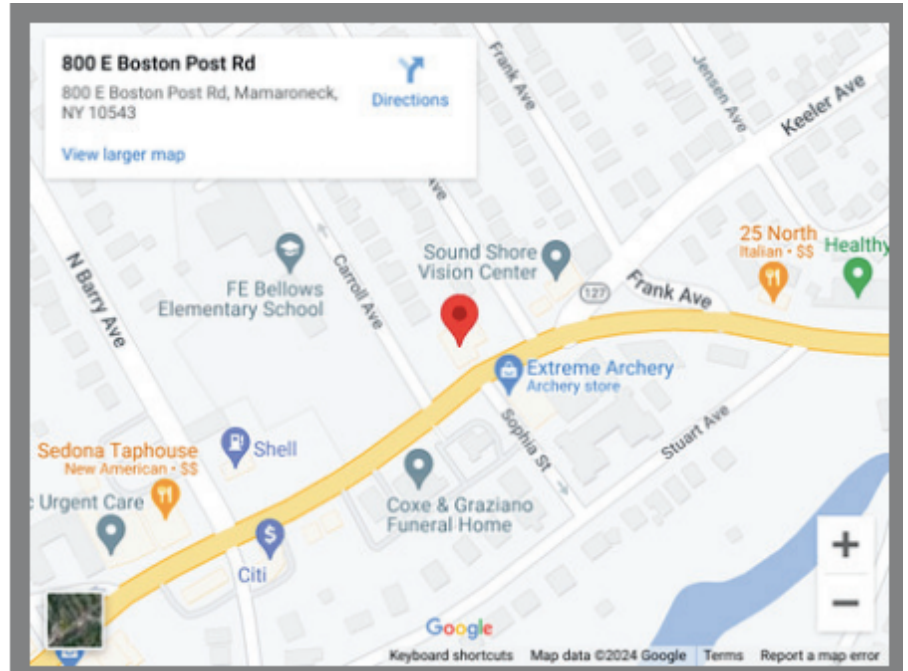 800 E Boston Post Rd
800 E Boston Post Rd, Mamaroneck,
NY 10543
Directions
View larger map
Frank Ave
Jensen Ave
Keeler Ave
Ave
N Barry Ave
FE Bellows
Elementary School
Carroll Ave
Sound Shore
Vision Center
127
Frank Ave
25 North
Italian • $$
Healthy
Extreme Archery
Archery store
Sophia St
Stuart Ave
Sedona Taphouse
New American • $$
Shell
c Urgent Care
Coxe & Graziano
Funeral Home
$
Citi
+
−
Google
Keyboard shortcuts
Map data ©2024 Google
Terms
Report a map error